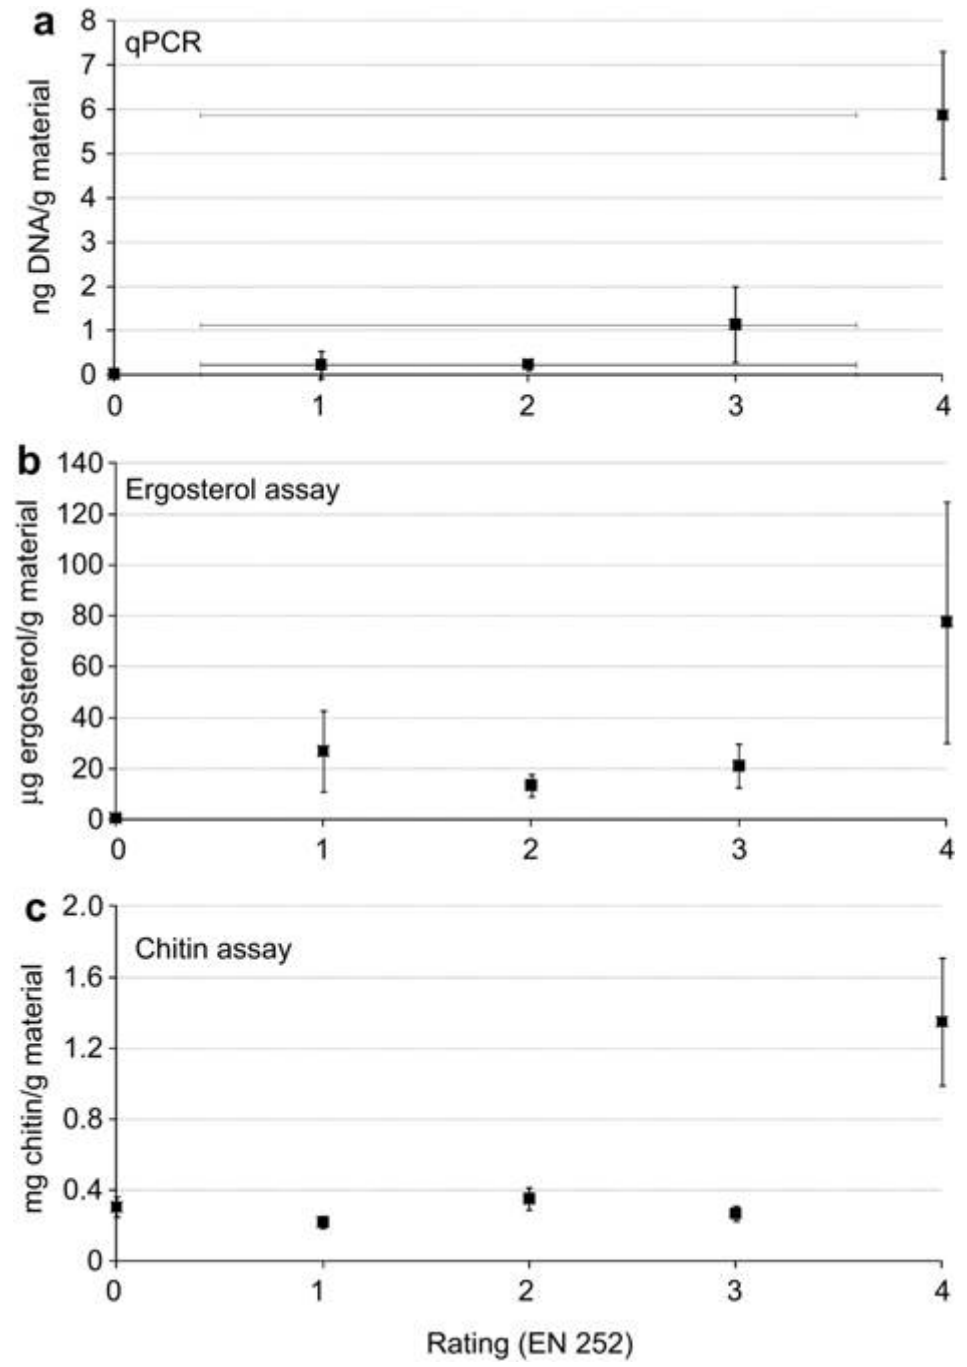 a
qPCR
ng DNA/g material
8
7
6
5
4
3
2
1
0
0 1 2 3 4
b
Ergosterol assay
µg ergosterol/g material
140
120
100
80
60
40
20
0
0 1 2 3 4
c
Chitin assay
mg chitin/g material
2.0
1.6
1.2
0.8
0.4
0
0 1 2 3 4
Rating (EN 252)